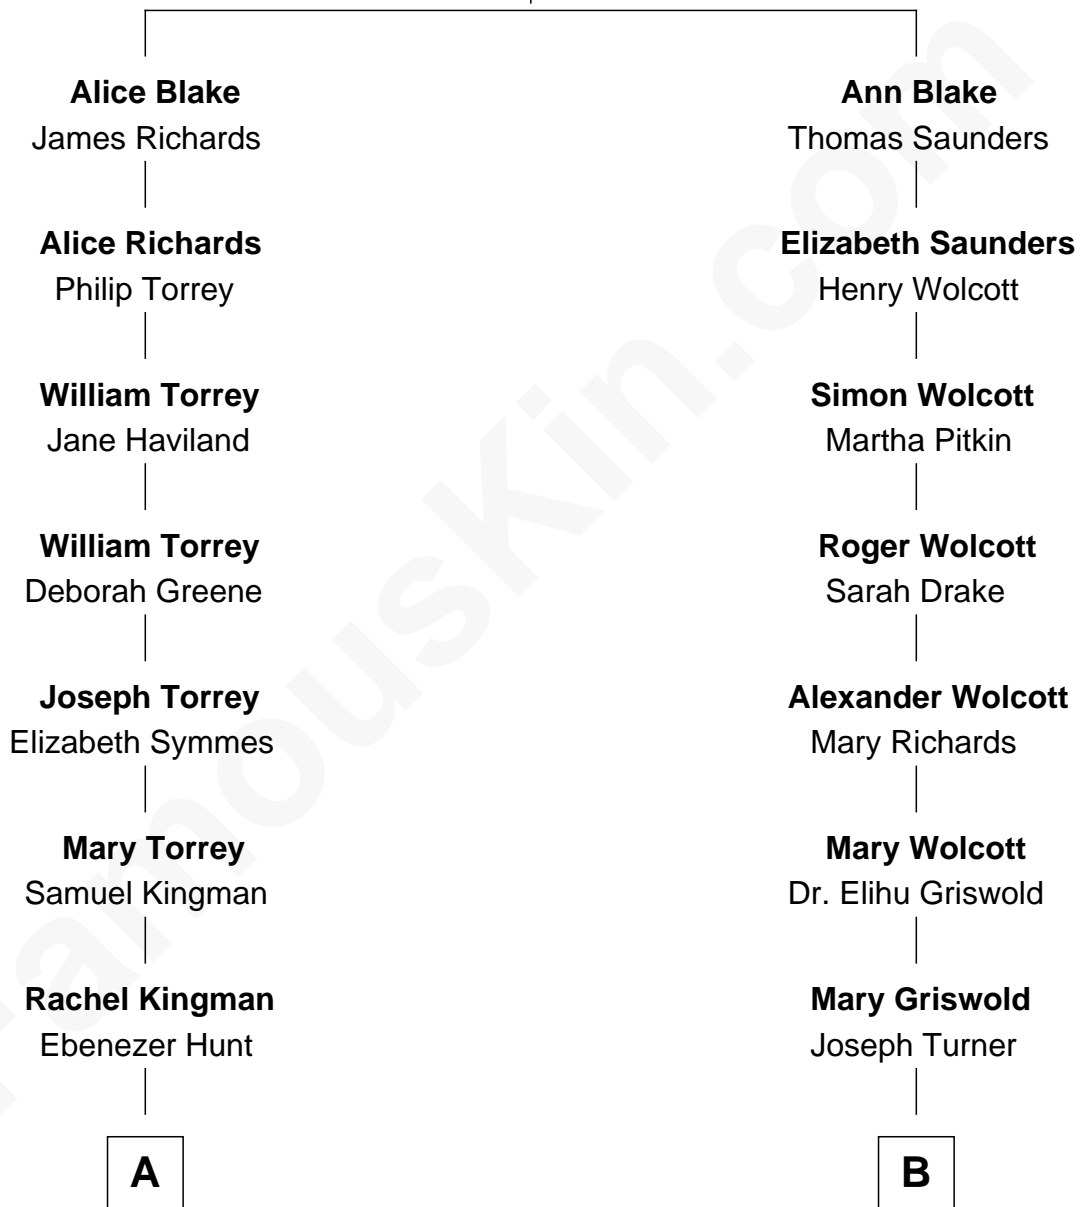 Alice Blake
James Richards
Alice Richards
Philip Torrey
William Torrey
Jane Haviland
William Torrey
Deborah Greene
Joseph Torrey
Elizabeth Symmes
Mary Torrey
Samuel Kingman
Rachel Kingman
Ebenezer Hunt
A
Ann Blake
Thomas Saunders
Elizabeth Saunders
Henry Wolcott
Simon Wolcott
Martha Pitkin
Roger Wolcott
Sarah Drake
Alexander Wolcott
Mary Richards
Mary Wolcott
Dr. Elihu Griswold
Mary Griswold
Joseph Turner
B
FamousKin.com